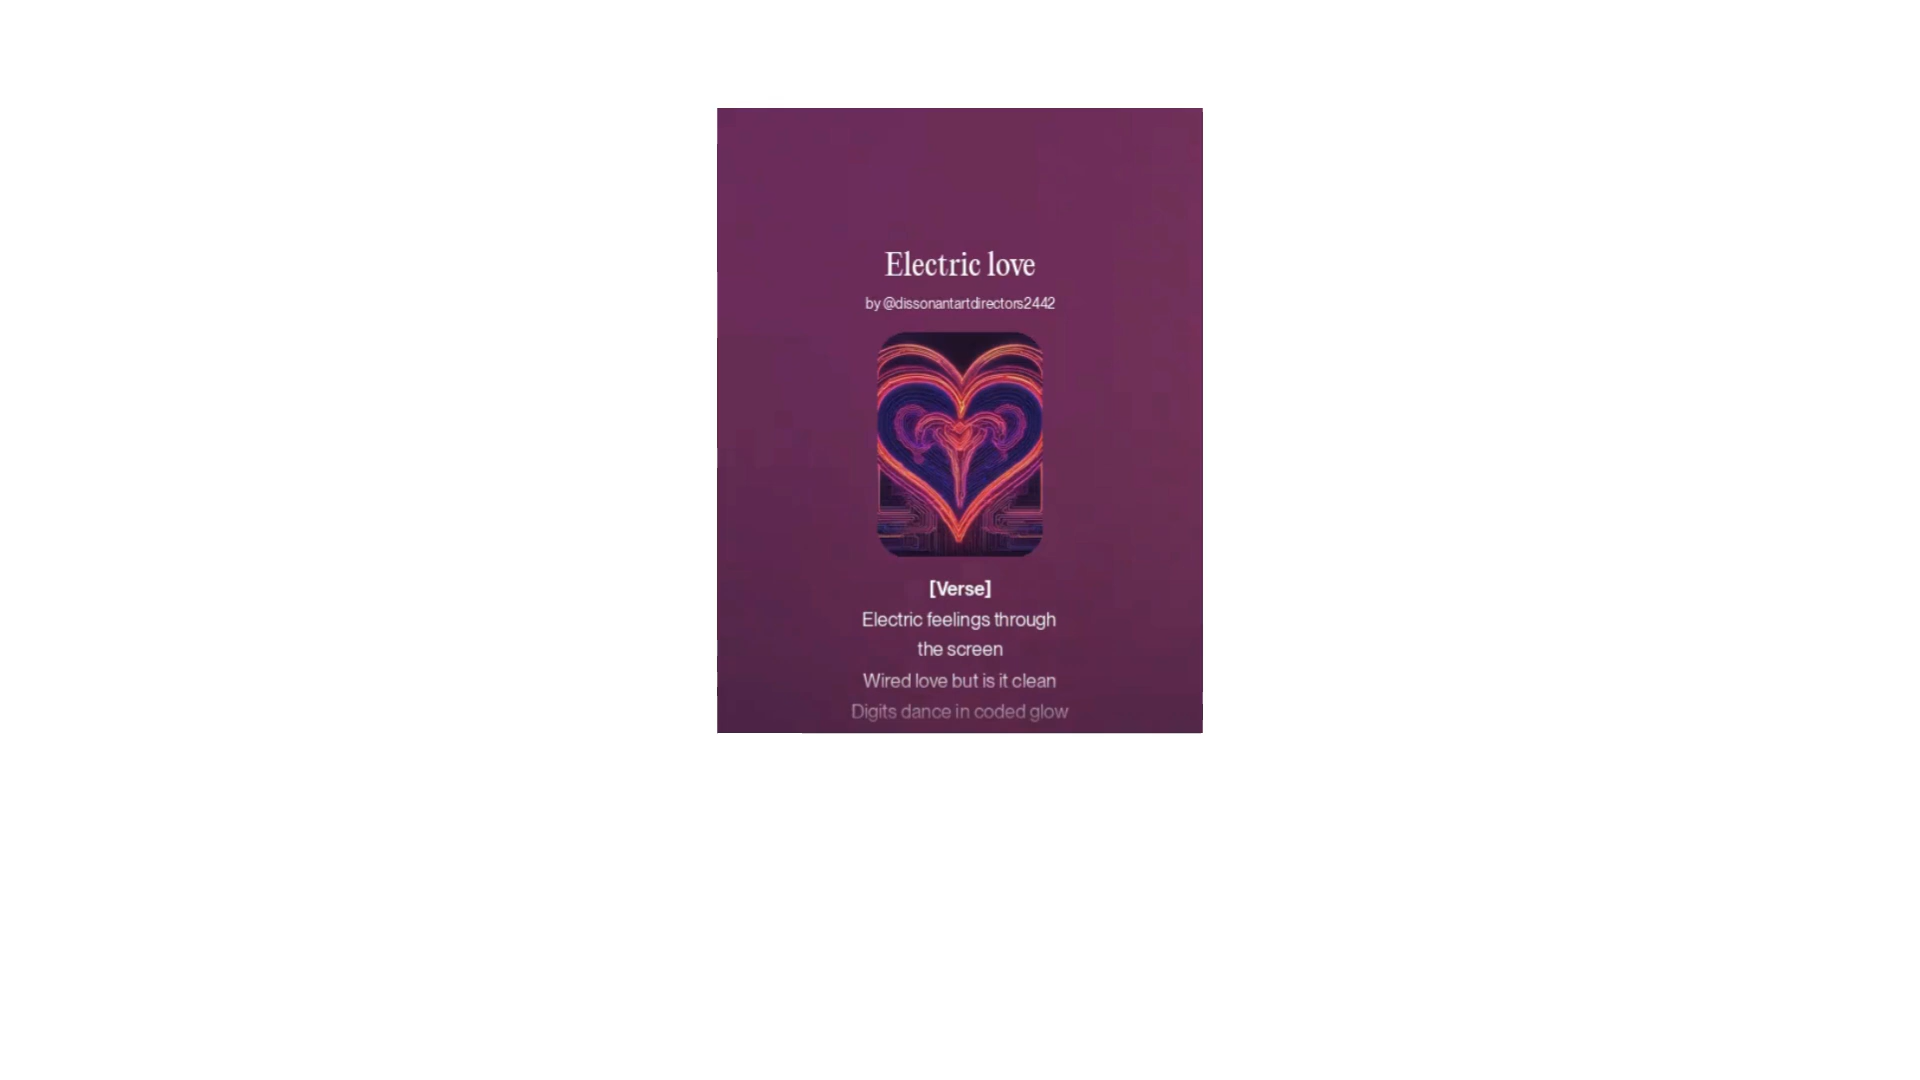 Electric love
by @dissonantartdirectors2442
[Verse]
Electric feelings through
the screen
Wired love but is it clean
Digits dance in coded glow